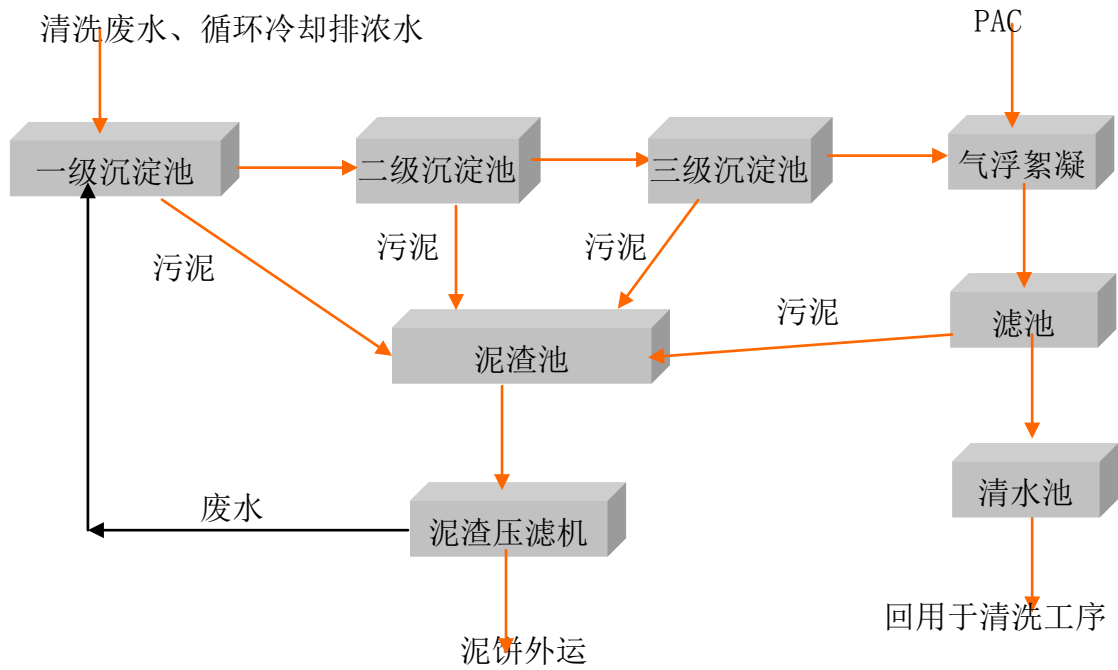 清洗废水、循环冷却排浓水
PAC
一级沉淀池
二级沉淀池
三级沉淀池
气浮絮凝
污泥
污泥
污泥
污泥
泥渣池
滤池
清水池
废水
泥渣压滤机
回用于清洗工序
泥饼外运